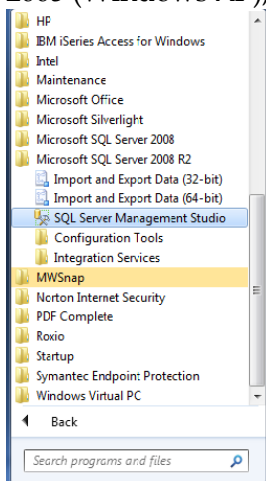 2003 (Windows XP),
HP
IBM iSeries Access for Windows
Intel
Maintenance
Microsoft Office
Microsoft Silverlight
Microsoft SQL Server 2008
Microsoft SQL Server 2008 R2
Import and Export Data (32-bit)
Import and Export Data (64-bit)
SQL Server Management Studio
Configuration Tools
Integration Services
MWSnap
Norton Internet Security
PDF Complete
Roxio
Startup
Symantec Endpoint Protection
Windows Virtual PC
Back
Search programs and files